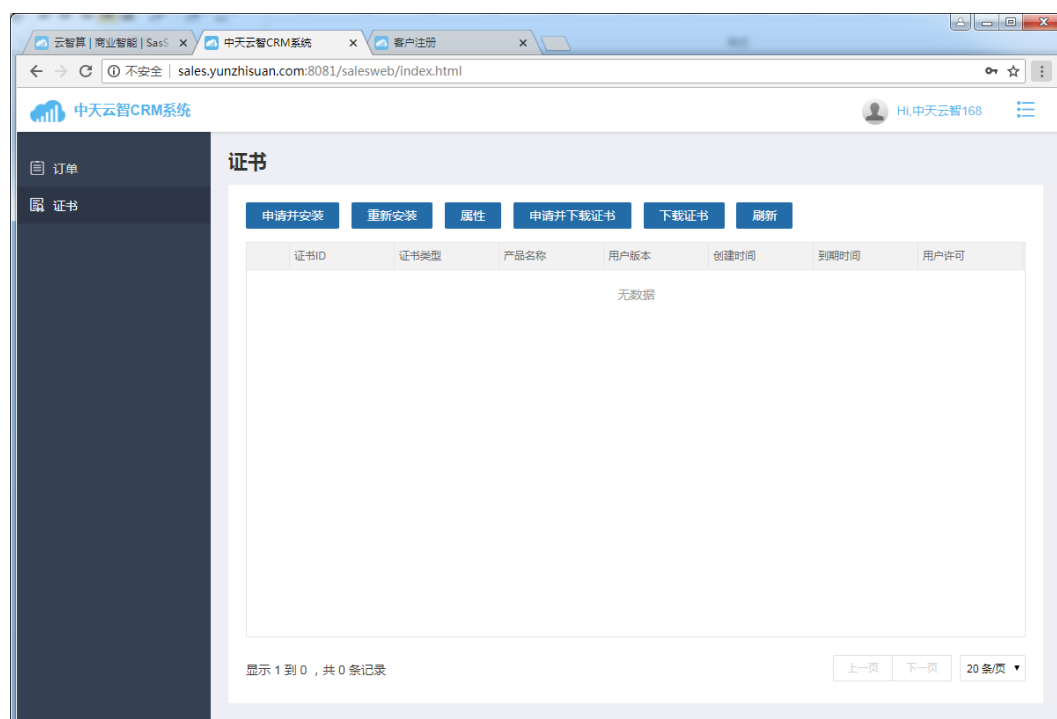 云智算 | 商业智能 | SasS
中天云智CRM系统
客户注册
不安全 | sales.yunzhisuan.com:8081/salesweb/index.html
中天云智CRM系统
Hi,中天云智168
订单
证书
证书
申请并安装 重新安装 属性 申请并下载证书 下载证书 刷新
证书ID 证书类型 产品名称 用户版本 创建时间 到期时间 用户许可
无数据
显示 1 到 0 ，共 0 条记录
上一页 下一页 20 条/页